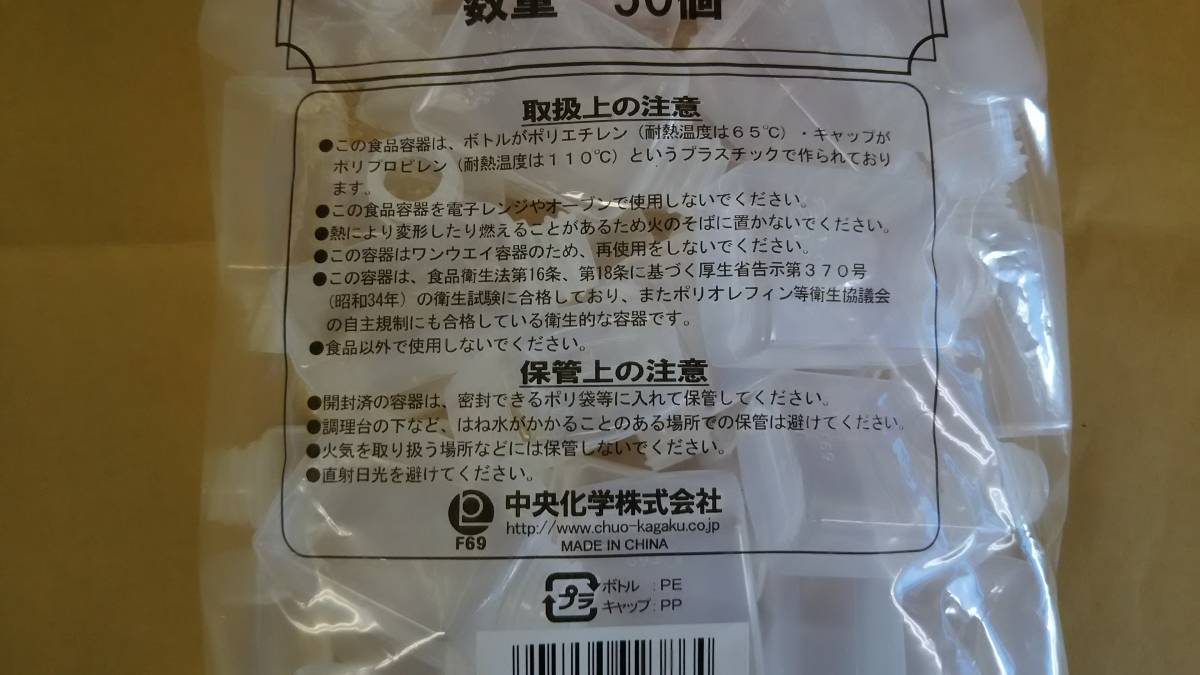 数量 50個
取扱上の注意
●この食品容器は、ボトルがポリエチレン（耐熱温度は６５℃）・キャップが
ポリプロピレン（耐熱温度は１１０℃）というプラスチックで作られており
ます。
●この食品容器を電子レンジやオーブンで使用しないでください。
●熱により変形したり燃えることがあるため火のそばに置かないでください。
●この容器はワンウエイ容器のため、再使用をしないでください。
●この容器は、食品衛生法第16条、第18条に基づく厚生省告示第３７０号
（昭和34年）の衛生試験に合格しており、またポリオレフィン等衛生協議会
の自主規制にも合格している衛生的な容器です。
●食品以外で使用しないでください。
保管上の注意
●開封済の容器は、密封できるポリ袋等に入れて保管してください。
●調理台の下など、はね水がかかることのある場所での保管は避けてください。
●火気を取り扱う場所などには保管しないでください。
●直射日光を避けてください。
中央化学株式会社
http://www.chuo-kagaku.co.jp
F69
MADE IN CHINA
プラ
ボトル : PE
キャップ : PP